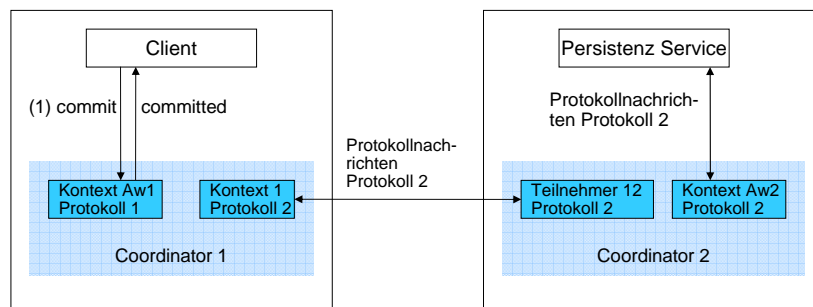 Client
Persistenz Service
(1) commit
committed
Protokollnachrich-
ten Protokoll 2
Protokollnach-
richten
Protokoll 2
Kontext Aw1
Protokoll 1
Kontext 1
Protokoll 2
Teilnehmer 12
Protokoll 2
Kontext Aw2
Protokoll 2
Coordinator 1
Coordinator 2